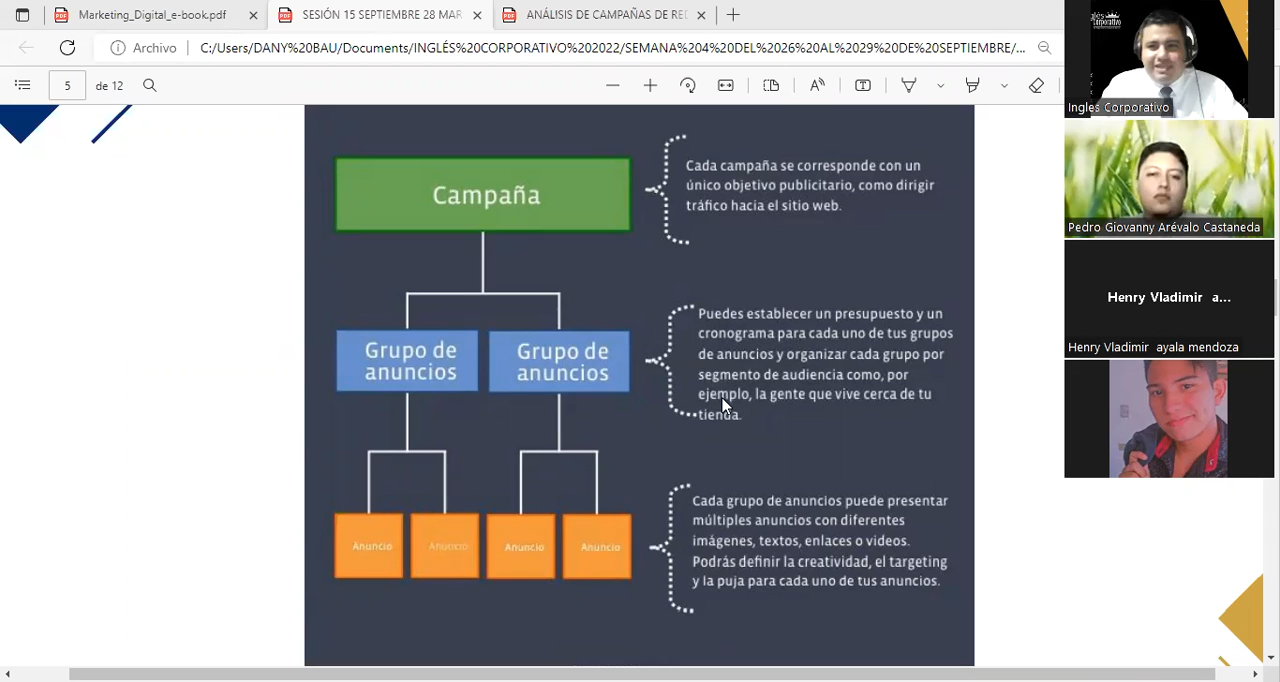 Marketing_Digital_e-book.pdf
SESIÓN 15 SEPTIEMBRE 28 MAR
ANÁLISIS DE CAMPAÑAS DE RED
Archivo
C:/Users/DANY%20BAU/Documents/INGLÉS%20CORPORATIVO%202022/SEMANA%204%20DEL%2026%20AL%2029%20DE%20SEPTIEMBRE/...
5
de 12
Campaña
Cada campaña se corresponde con un
único objetivo publicitario, como dirigir
tráfico hacia el sitio web.
Grupo de
anuncios
Grupo de
anuncios
Puedes establecer un presupuesto y un
cronograma para cada uno de tus grupos
de anuncios y organizar cada grupo por
segmento de audiencia como, por
ejemplo, la gente que vive cerca de tu
tienda.
Anuncio
Anuncio
Anuncio
Anuncio
Cada grupo de anuncios puede presentar
múltiples anuncios con diferentes
imágenes, textos, enlaces o videos.
Podrás definir la creatividad, el targeting
y la puja para cada uno de tus anuncios.
Ingles Corporativo
Pedro Giovanny Arévalo Castaneda
Henry Vladimir a...
Henry Vladimir ayala mendoza